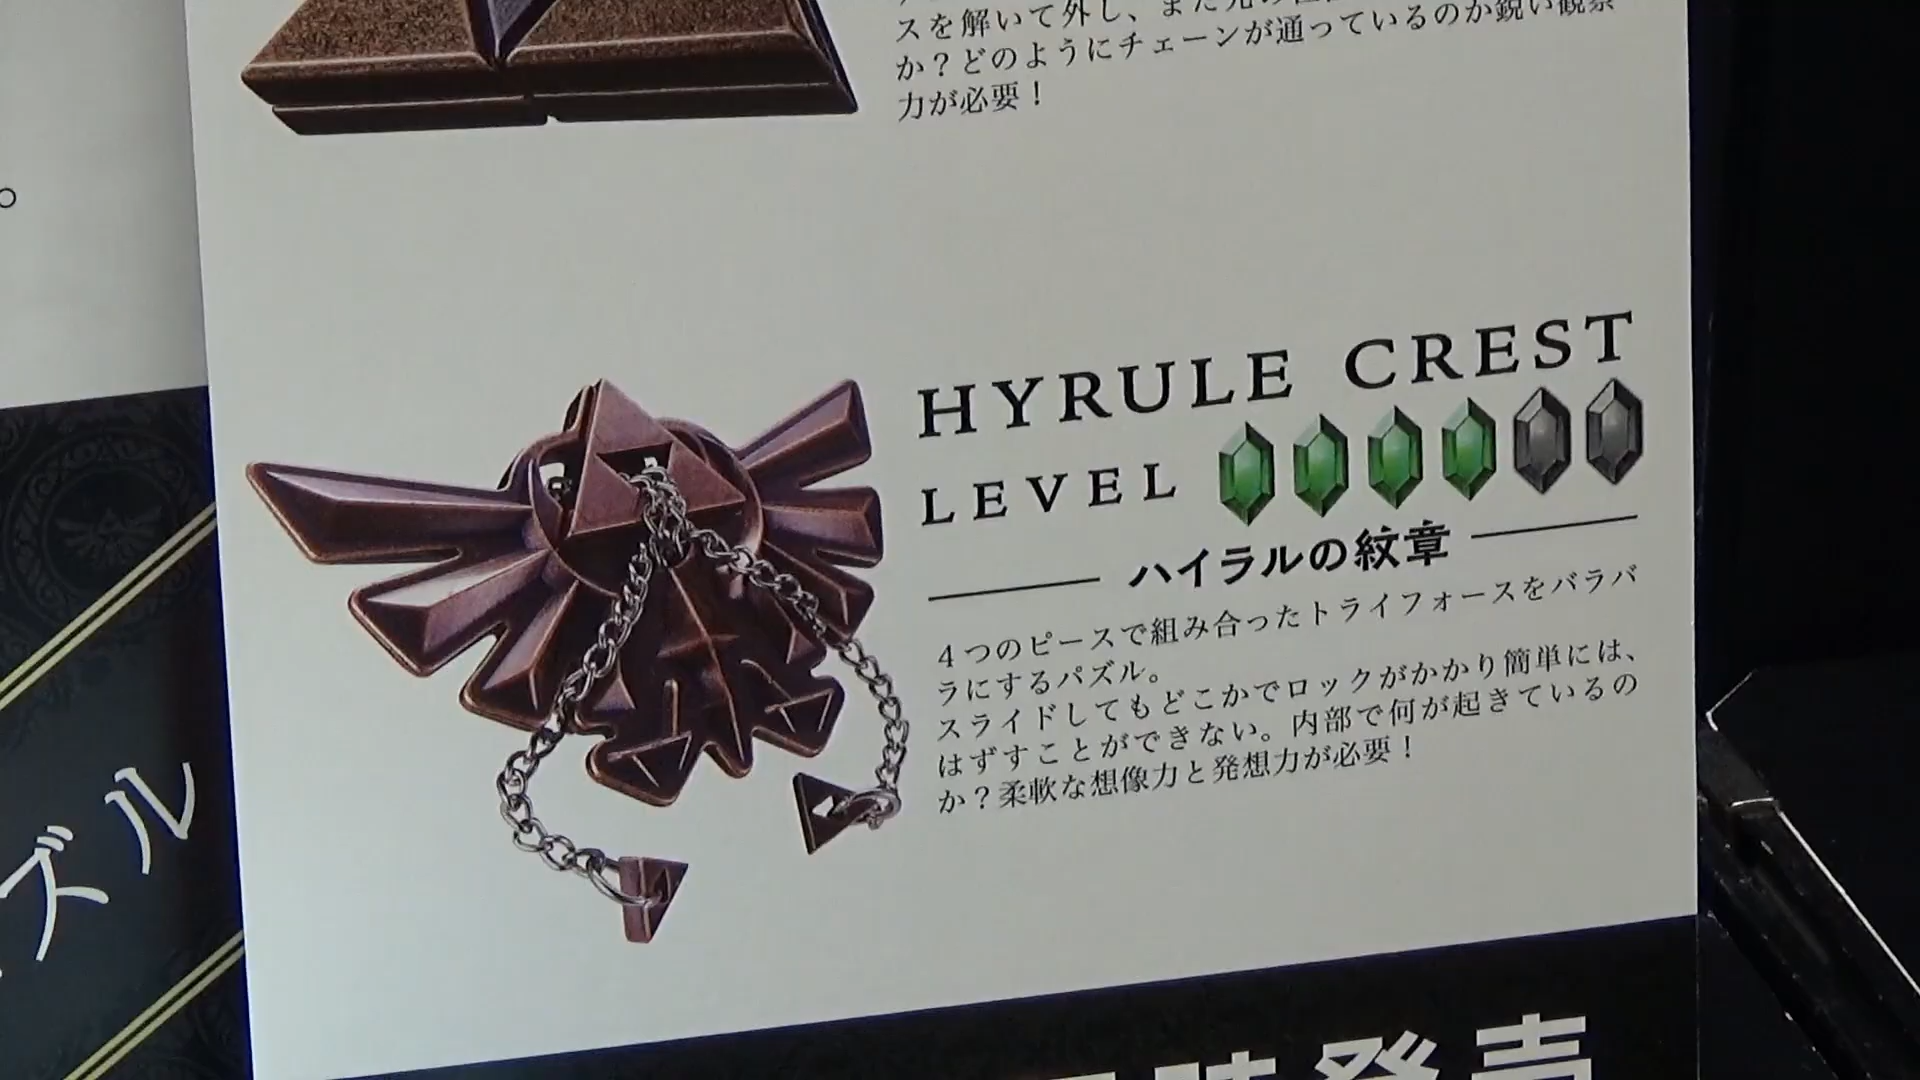 スを解いて外し、また元の
か？どのようにチェーンが通っているのか鋭い観察
力が必要！
。
HYRULE CREST
LEVEL
ハイラルの紋章
４つのピースで組み合ったトライフォースをバラバ
ラにするパズル。
スライドしてもどこかでロックがかかり簡単には、
はずすことができない。内部で何が起きているの
か？柔軟な想像力と発想力が必要！
ズル
発売